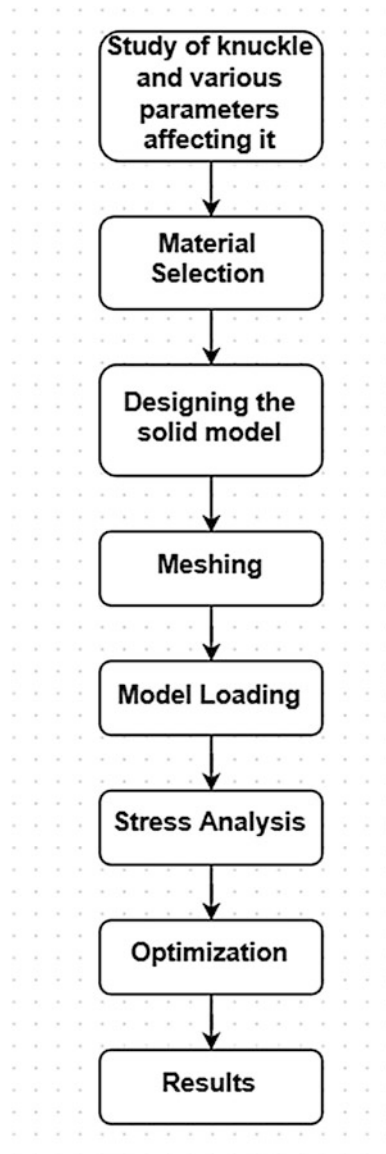 Study of knuckle
and various
parameters
affecting it
Material
Selection
Designing the
solid model
Meshing
Model Loading
Stress Analysis
Optimization
Results